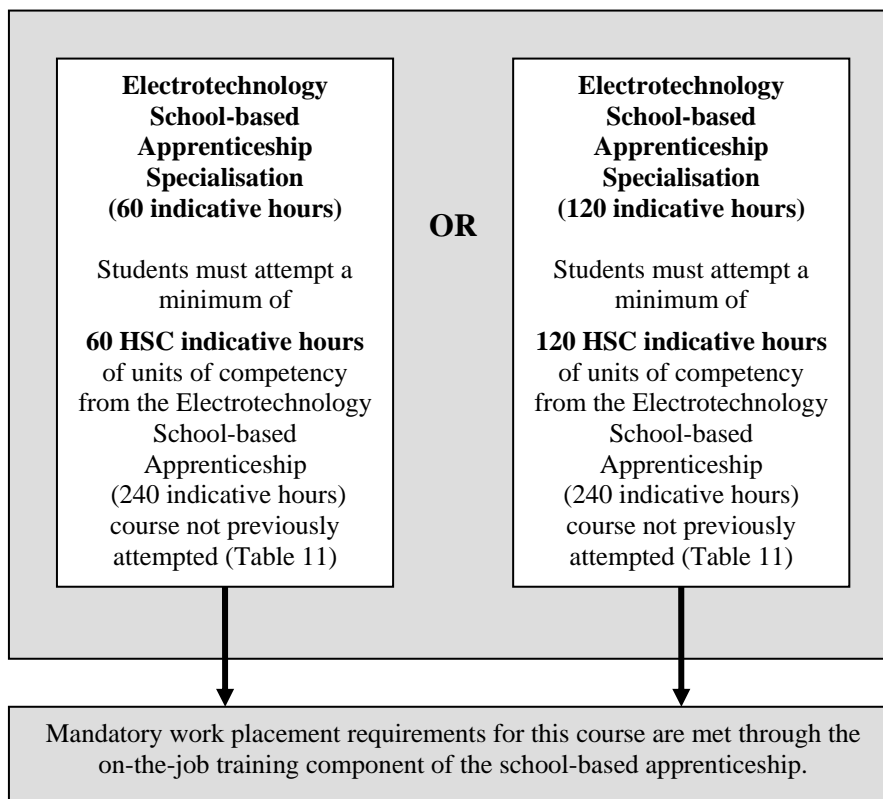 Electrotechnology
School-based
Apprenticeship
Specialisation
(60 indicative hours)
Students must attempt a
minimum of
60 HSC indicative hours
of units of competency
from the Electrotechnology
School-based
Apprenticeship
(240 indicative hours)
course not previously
attempted (Table 11)
OR
Electrotechnology
School-based
Apprenticeship
Specialisation
(120 indicative hours)
Students must attempt a
minimum of
120 HSC indicative hours
of units of competency
from the Electrotechnology
School-based
Apprenticeship
(240 indicative hours)
course not previously
attempted (Table 11)
Mandatory work placement requirements for this course are met through the
on-the-job training component of the school-based apprenticeship.